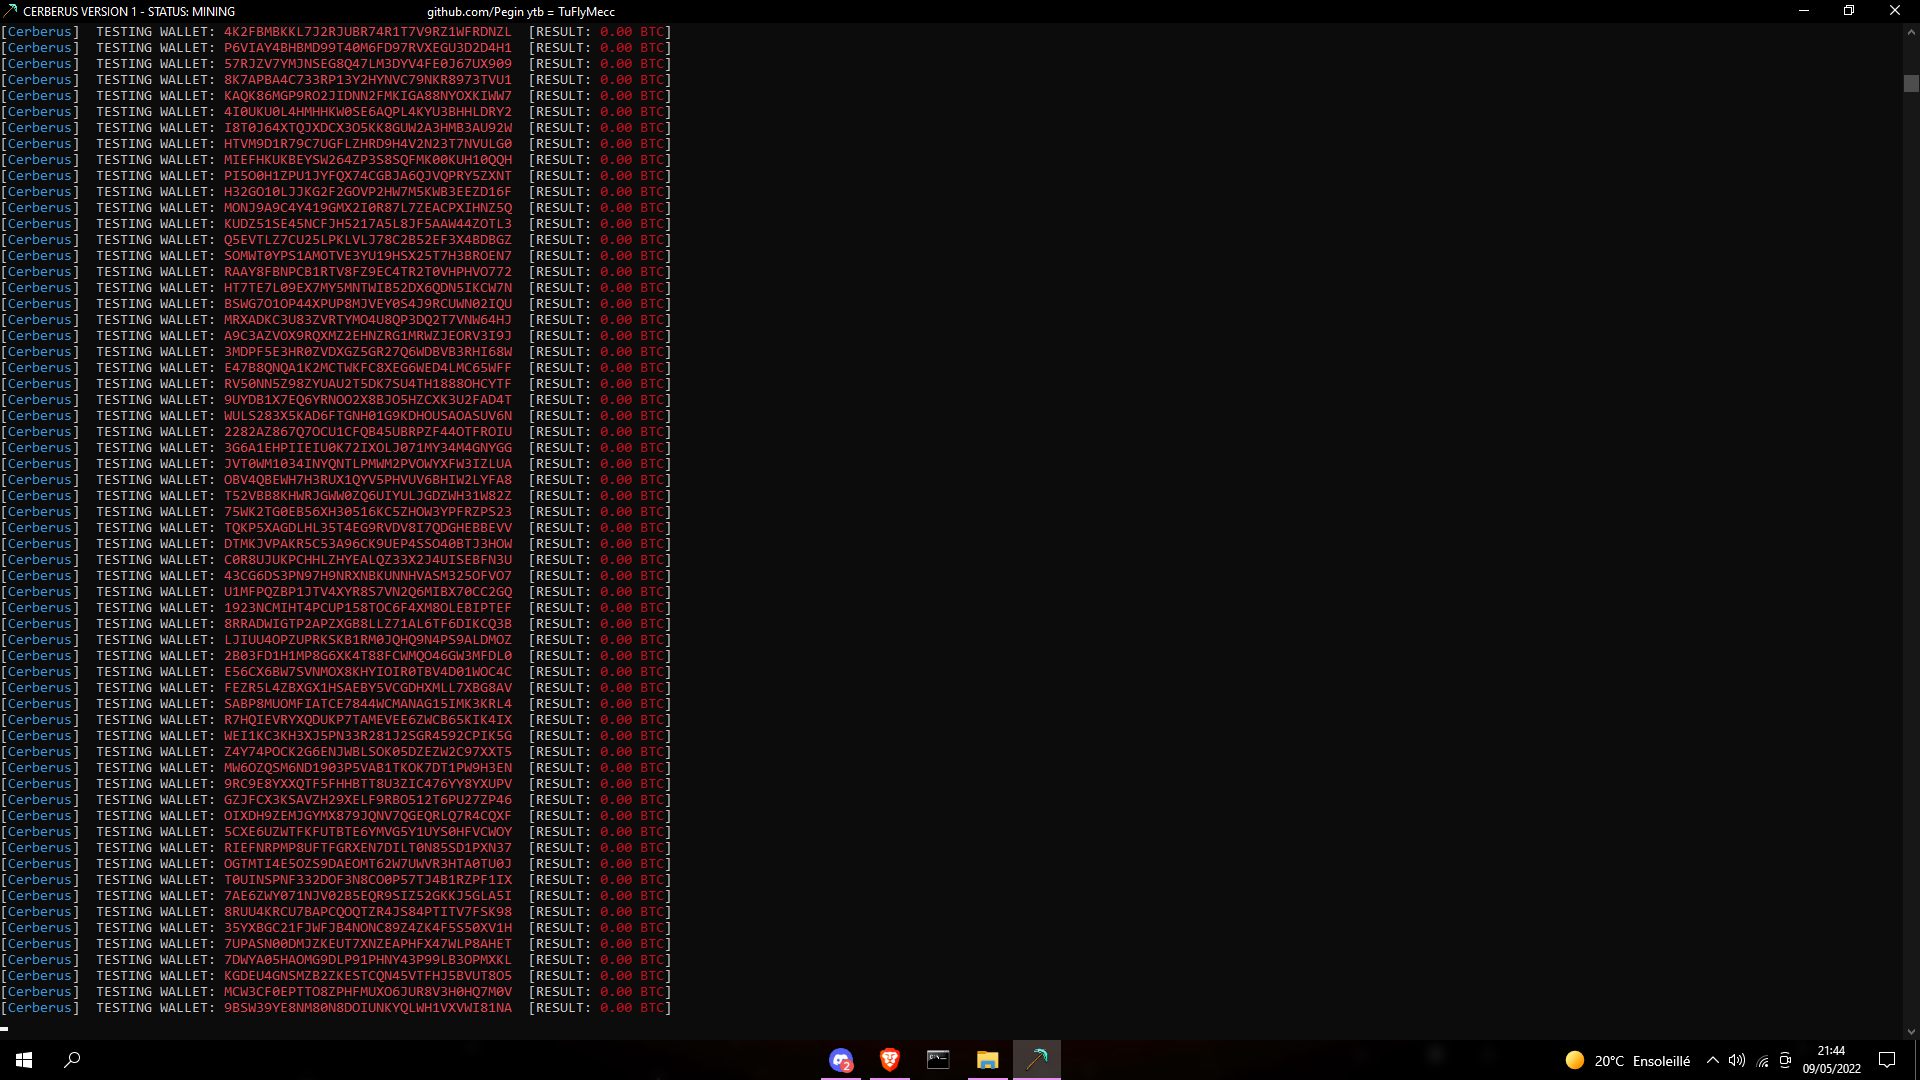 CERBERUS VERSION 1 - STATUS: MINING github.com/Pegin ytb = TuFlyMecc
[Cerberus] TESTING WALLET: 4K2FBMBKKL7J2RJUBR74R1T7V9RZ1WFRDNZL [RESULT: 0.00 BTC]
[Cerberus] TESTING WALLET: P6VIAY4BHBMD99T40M6FD97RVXEGU3D2D4H1 [RESULT: 0.00 BTC]
[Cerberus] TESTING WALLET: 57RJZV7YMJNSEG8Q47LM3DYV4FE0J67UX909 [RESULT: 0.00 BTC]
[Cerberus] TESTING WALLET: 8K7APBA4C733RP13Y2HYNVC79NKR8973TVU1 [RESULT: 0.00 BTC]
[Cerberus] TESTING WALLET: KAQK86MGP9RO2JIDNN2FMKIGA88NYOXKIWW7 [RESULT: 0.00 BTC]
[Cerberus] TESTING WALLET: 4I0UKU0L4HMHHKW0SE6AQPL4KYU3BHHLDRY2 [RESULT: 0.00 BTC]
[Cerberus] TESTING WALLET: I8T0J64XTQJXDCX3O5KK8GUW2A3HMB3AU92W [RESULT: 0.00 BTC]
[Cerberus] TESTING WALLET: HTVM9D1R79C7UGFLZHRD9H4V2N23T7NVULG0 [RESULT: 0.00 BTC]
[Cerberus] TESTING WALLET: MIEFHKUKBEYSW264ZP3S8SQFMK00KUH10QQH [RESULT: 0.00 BTC]
[Cerberus] TESTING WALLET: PI5O0H1ZPU1JYFQX74CGBJA6QJVQPRY5ZXNT [RESULT: 0.00 BTC]
[Cerberus] TESTING WALLET: H32GO10LJJKG2F2GOVP2HW7M5KWB3EEZD16F [RESULT: 0.00 BTC]
[Cerberus] TESTING WALLET: MONJ9A9C4Y419GMX2I0R87L7ZEACPXIHNZ5Q [RESULT: 0.00 BTC]
[Cerberus] TESTING WALLET: KUDZ51SE45NCFJH5217A5L8JF5AAW44ZOTL3 [RESULT: 0.00 BTC]
[Cerberus] TESTING WALLET: Q5EVTLZ7CU25LPKLVLJ78C2B52EF3X4BDBGZ [RESULT: 0.00 BTC]
[Cerberus] TESTING WALLET: SOMWT0YPS1AMOTVE3YU19HSX25T7H3BROEN7 [RESULT: 0.00 BTC]
[Cerberus] TESTING WALLET: RAAY8FBNPCB1RTV8FZ9EC4TR2T0VHPHVO772 [RESULT: 0.00 BTC]
[Cerberus] TESTING WALLET: HT7TE7L09EX7MY5MNTWIB52DX6QDN5IKCW7N [RESULT: 0.00 BTC]
[Cerberus] TESTING WALLET: BSWG7O1OP44XPUP8MJVEY0S4J9RCUWN02IQU [RESULT: 0.00 BTC]
[Cerberus] TESTING WALLET: MRXADKC3U83ZVRTYMO4U8QP3DQ2T7VNW64HJ [RESULT: 0.00 BTC]
[Cerberus] TESTING WALLET: A9C3AZVOX9RQXMZ2EHNZRG1MRWZJEORV3I9J [RESULT: 0.00 BTC]
[Cerberus] TESTING WALLET: 3MDPF5E3HR0ZVDXGZ5GR27Q6WDBVB3RHI68W [RESULT: 0.00 BTC]
[Cerberus] TESTING WALLET: E47B8QNQA1K2MCTWKFC8XEG6WED4LMC65WFF [RESULT: 0.00 BTC]
[Cerberus] TESTING WALLET: RV50NN5Z98ZYUAU2T5DK7SU4TH1888OHCYTF [RESULT: 0.00 BTC]
[Cerberus] TESTING WALLET: 9UYDB1X7EQ6YRNOO2X8BJO5HZCXK3U2FAD4T [RESULT: 0.00 BTC]
[Cerberus] TESTING WALLET: WULS283X5KAD6FTGNH01G9KDHOUSAOASUV6N [RESULT: 0.00 BTC]
[Cerberus] TESTING WALLET: 2282AZ867Q7OCU1CFQB45UBRPZF44OTFROIU [RESULT: 0.00 BTC]
[Cerberus] TESTING WALLET: 3G6A1EHPIIEIU0K72IXOLJ071MY34M4GNYGG [RESULT: 0.00 BTC]
[Cerberus] TESTING WALLET: JVT0WM1034INYQNTLPMWM2PVOWYXFW3IZLUA [RESULT: 0.00 BTC]
[Cerberus] TESTING WALLET: OBV4QBEWH7H3RUX1QYV5PHVUV6BHIW2LYFA8 [RESULT: 0.00 BTC]
[Cerberus] TESTING WALLET: T52VBB8KHWRJGWW0ZQ6UIYULJGDZWH31W82Z [RESULT: 0.00 BTC]
[Cerberus] TESTING WALLET: 75WK2TG0EB56XH30516KC5ZHOW3YPFRZPS23 [RESULT: 0.00 BTC]
[Cerberus] TESTING WALLET: TQKP5XAGDLHL35T4EG9RVDV8I7QDGHEBBEVV [RESULT: 0.00 BTC]
[Cerberus] TESTING WALLET: DTMKJVPAKR5C53A96CK9UEP4SSO40BTJ3HOW [RESULT: 0.00 BTC]
[Cerberus] TESTING WALLET: C0R8UJUKPCHHLZHYEALQZ33X2J4UISEBFN3U [RESULT: 0.00 BTC]
[Cerberus] TESTING WALLET: 43CG6DS3PN97H9NRXNBKUNNHVASM325OFVO7 [RESULT: 0.00 BTC]
[Cerberus] TESTING WALLET: U1MFPQZBP1JTV4XYR8S7VN2Q6MIBX70CC2GQ [RESULT: 0.00 BTC]
[Cerberus] TESTING WALLET: 1923NCMIHT4PCUP158TOC6F4XM8OLEBIPTEF [RESULT: 0.00 BTC]
[Cerberus] TESTING WALLET: 8RRADWIGTP2APZXGB8LLZ71AL6TF6DIKCQ3B [RESULT: 0.00 BTC]
[Cerberus] TESTING WALLET: LJIUU4OPZUPRKSKB1RM0JQHQ9N4PS9ALDMOZ [RESULT: 0.00 BTC]
[Cerberus] TESTING WALLET: 2B03FD1H1MP8G6XK4T88FCWMQO46GW3MFDL0 [RESULT: 0.00 BTC]
[Cerberus] TESTING WALLET: E56CX6BW7SVNMOX8KHYIOIR0TBV4D01WOC4C [RESULT: 0.00 BTC]
[Cerberus] TESTING WALLET: FEZR5L4ZBXGX1HSAEBY5VCGDHXMLL7XBG8AV [RESULT: 0.00 BTC]
[Cerberus] TESTING WALLET: SABP8MUOMFIATCE7844WCMANAG15IMK3KRL4 [RESULT: 0.00 BTC]
[Cerberus] TESTING WALLET: R7HQIEVRYXQDUKP7TAMEVEE6ZWCB65KIK4IX [RESULT: 0.00 BTC]
[Cerberus] TESTING WALLET: WEI1KC3KH3XJ5PN33R281J2SGR4592CPIK5G [RESULT: 0.00 BTC]
[Cerberus] TESTING WALLET: Z4Y74POCK2G6ENJWBLSOK05DZEZW2C97XXT5 [RESULT: 0.00 BTC]
[Cerberus] TESTING WALLET: MW6OZQSM6ND1903P5VAB1TKOK7DT1PW9H3EN [RESULT: 0.00 BTC]
[Cerberus] TESTING WALLET: 9RC9E8YXXQTF5FHHBTT8U3ZIC476YY8YXUPV [RESULT: 0.00 BTC]
[Cerberus] TESTING WALLET: GZJFCX3KSAVZH29XELF9RBO512T6PU27ZP46 [RESULT: 0.00 BTC]
[Cerberus] TESTING WALLET: OIXDH9ZEMJGYMX879JQNV7QGEQRLQ7R4CQXF [RESULT: 0.00 BTC]
[Cerberus] TESTING WALLET: 5CXE6UZWTFKFUTBTE6YMVG5Y1UYS0HFVCWOY [RESULT: 0.00 BTC]
[Cerberus] TESTING WALLET: RIEFNRPMP8UFTFGRXEN7DILT0N85SD1PXN37 [RESULT: 0.00 BTC]
[Cerberus] TESTING WALLET: OGTMTI4E5OZS9DAEOMT62W7UWVR3HTA0TU0J [RESULT: 0.00 BTC]
[Cerberus] TESTING WALLET: T0UINSPNF332DOF3N8CO0P57TJ4B1RZPF1IX [RESULT: 0.00 BTC]
[Cerberus] TESTING WALLET: 7AE6ZWY071NJV02B5EQR9SIZ52GKKJ5GLA5I [RESULT: 0.00 BTC]
[Cerberus] TESTING WALLET: 8RUU4KRCU7BAPCQOQTZR4JS84PTITV7FSK98 [RESULT: 0.00 BTC]
[Cerberus] TESTING WALLET: 35YXBGC21FJWFJB4NONC89Z4ZK4F5S50XV1H [RESULT: 0.00 BTC]
[Cerberus] TESTING WALLET: 7UPASN00DMJZKEUT7XNZEAPHFX47WLP8AHET [RESULT: 0.00 BTC]
[Cerberus] TESTING WALLET: 7DWYA05HAOMG9DLP91PHNY43P99LB3OPMXKL [RESULT: 0.00 BTC]
[Cerberus] TESTING WALLET: KGDEU4GNSMZB2ZKESTCQN45VTFHJ5BVUT8O5 [RESULT: 0.00 BTC]
[Cerberus] TESTING WALLET: MCW3CF0EPTTO8ZPHFMUXO6JUR8V3H0HQ7M0V [RESULT: 0.00 BTC]
[Cerberus] TESTING WALLET: 9BSW39YE8NM80N8DOIUNKYQLWH1VXVWI81NA [RESULT: 0.00 BTC]
2
20°C Ensoleillé
21:44
09/05/2022